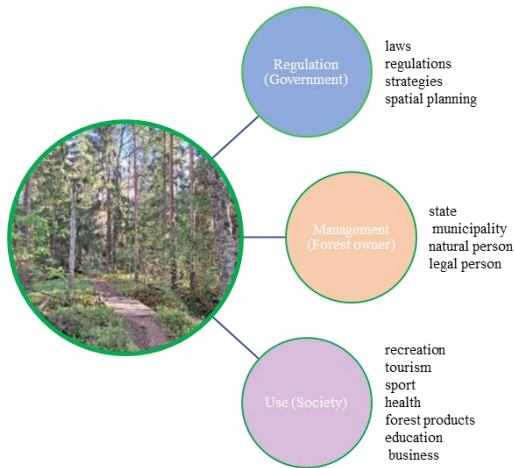 Regulation
(Government)
laws
regulations
strategies
spatial planning
Management
(Forest owner)
state
municipality
natural person
legal person
Use (Society)
recreation
tourism
sport
health
forest products
education
business